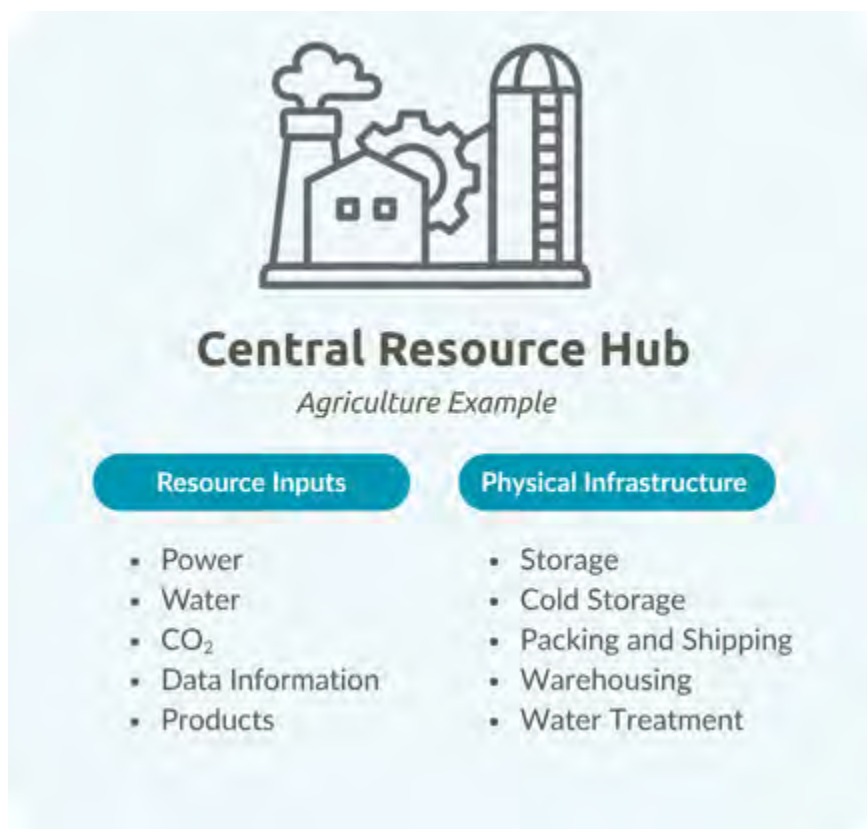 Central Resource Hub
Agriculture Example
Resource Inputs
▪ Power
▪ Water
▪ CO₂
▪ Data Information
▪ Products
Physical Infrastructure
▪ Storage
▪ Cold Storage
▪ Packing and Shipping
▪ Warehousing
▪ Water Treatment